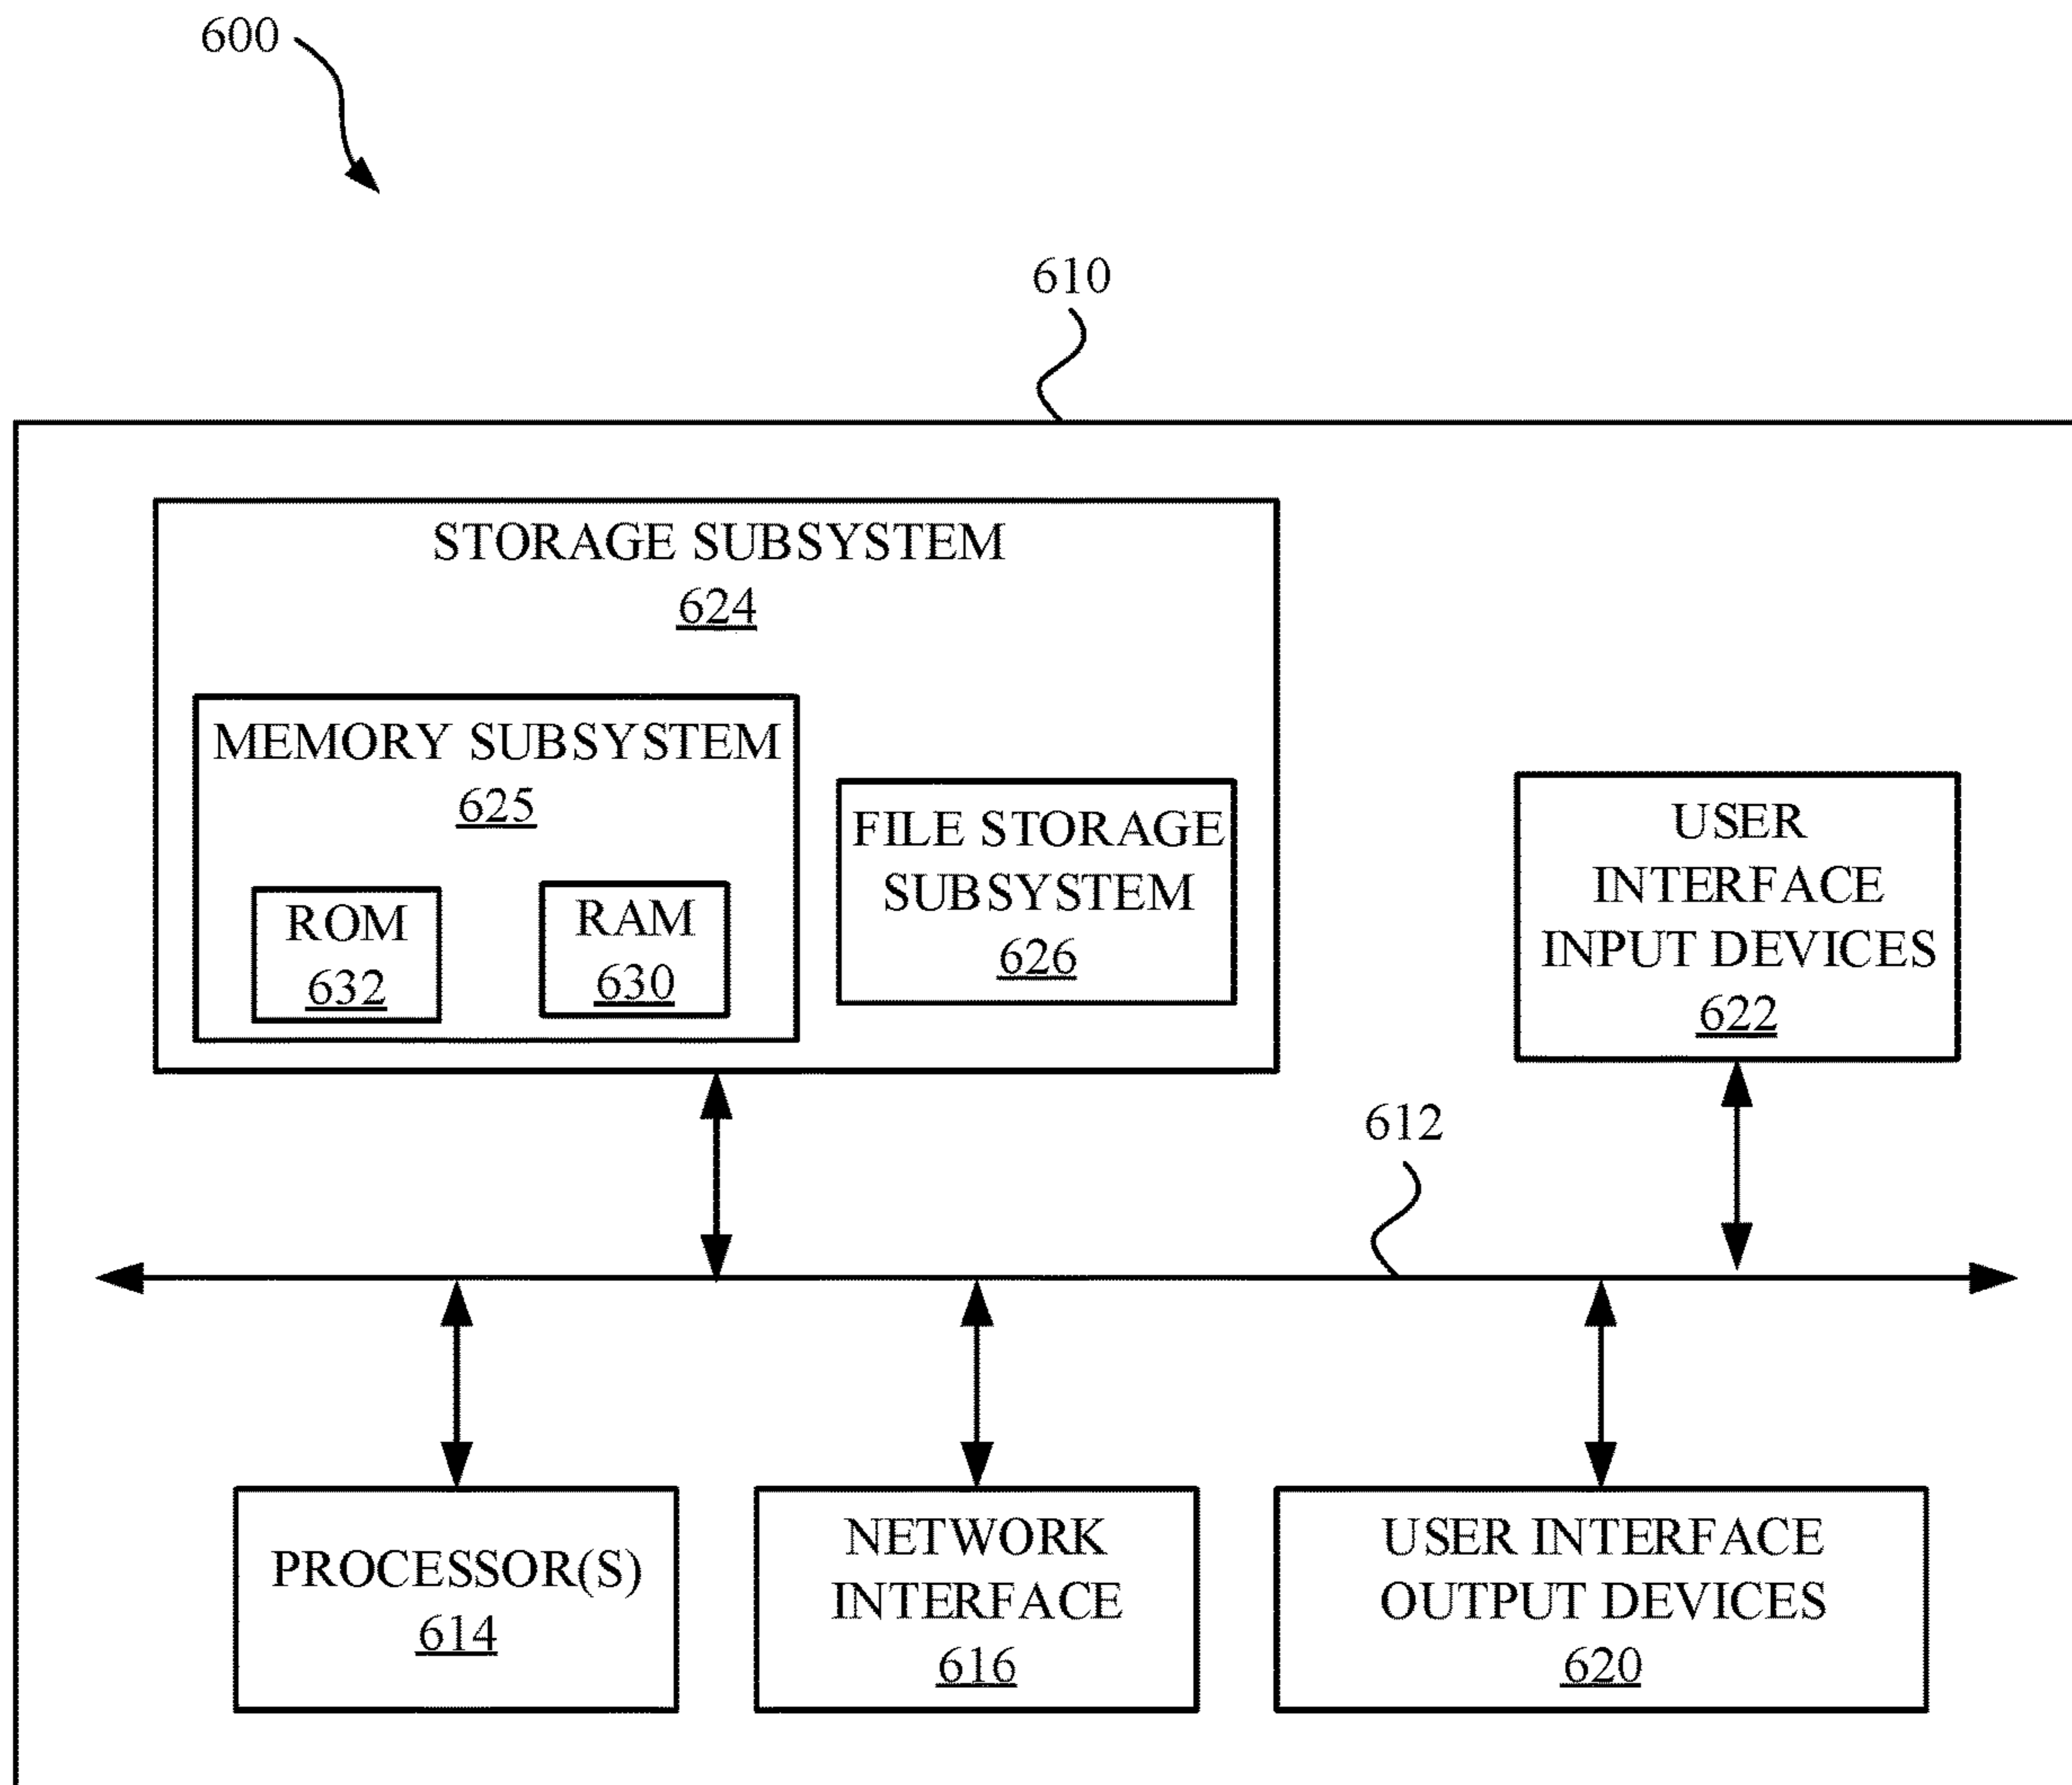 600
610
STORAGE SUBSYSTEM
624
MEMORY SUBSYSTEM
625
ROM
632
RAM
630
FILE STORAGE
SUBSYSTEM
626
USER
INTERFACE
INPUT DEVICES
622
612
PROCESSOR(S)
614
NETWORK
INTERFACE
616
USER INTERFACE
OUTPUT DEVICES
620